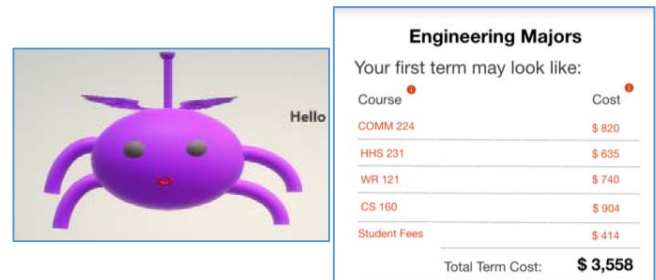 Hello
Engineering Majors
Your first term may look like:
Course Cost
COMM 224 $ 820
HHS 231 $ 635
WR 121 $ 740
CS 160 $ 904
Student Fees $ 414
Total Term Cost: $ 3,558